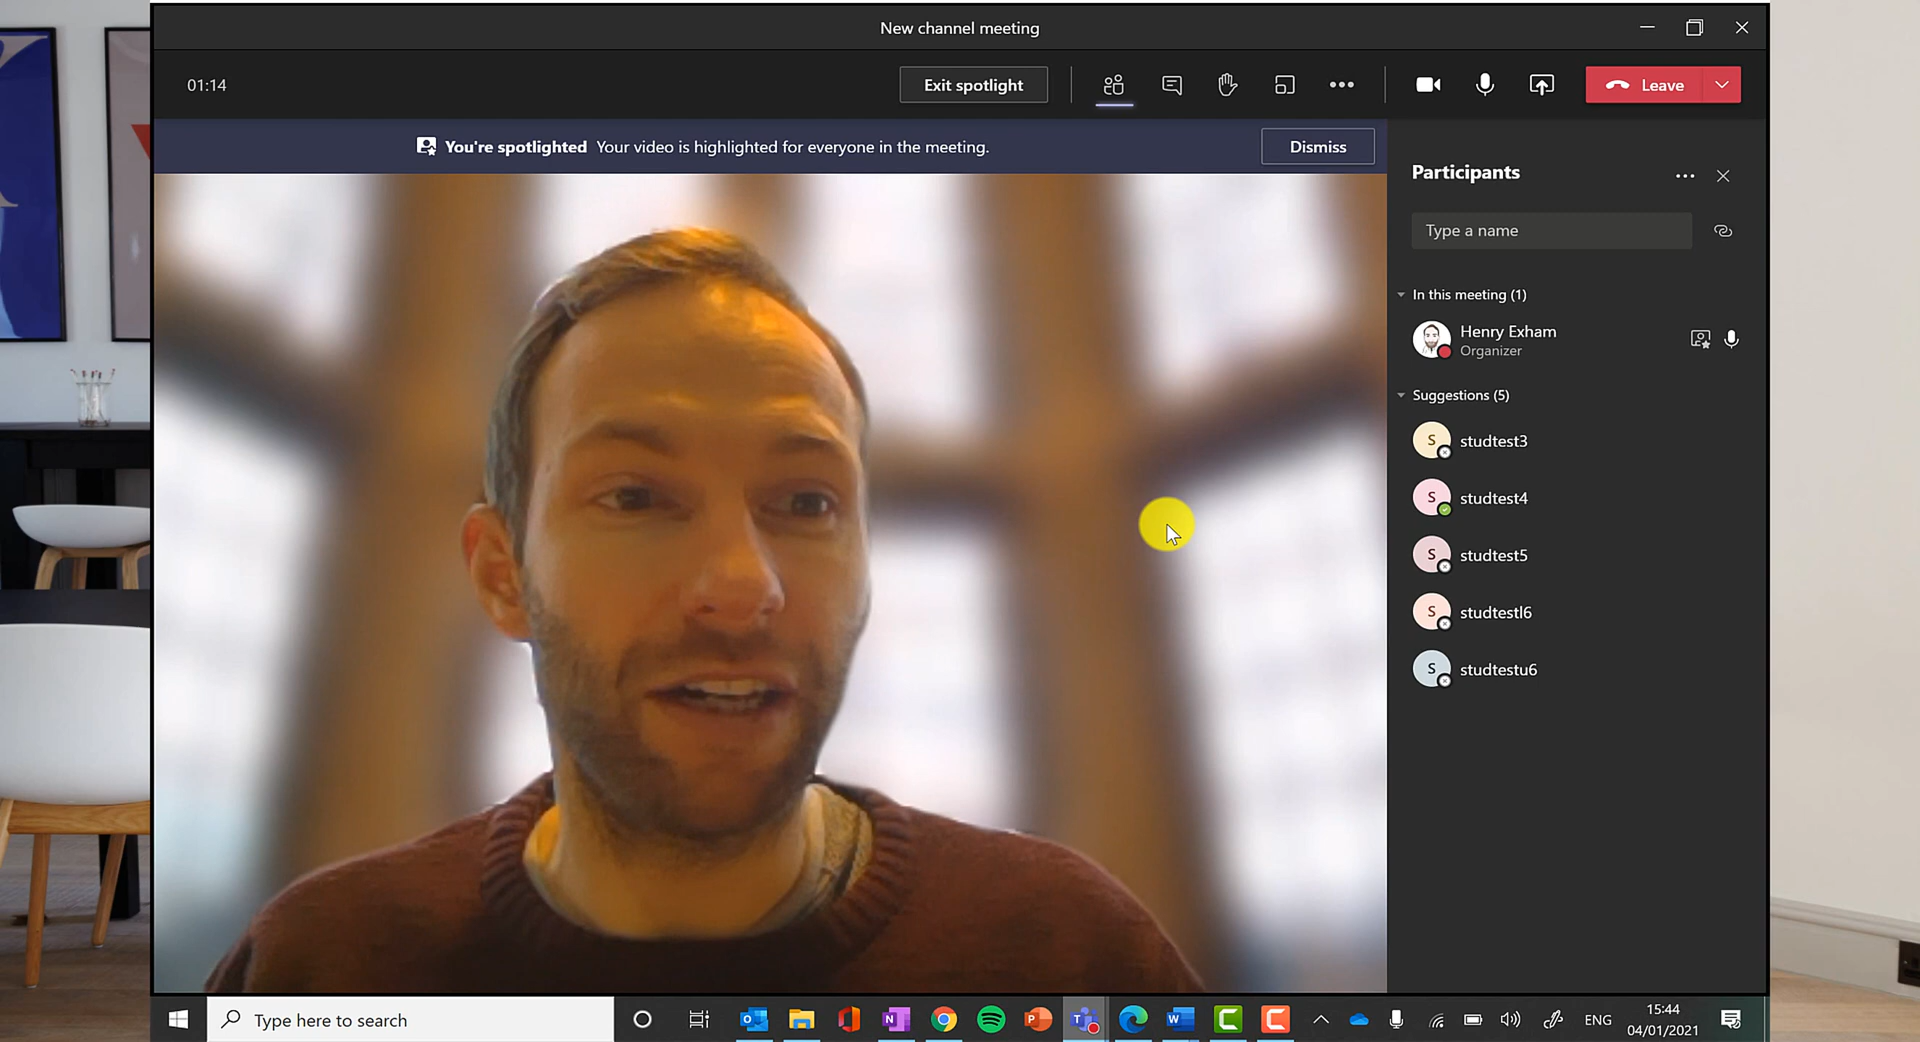 New channel meeting
01:14
Exit spotlight
Leave
You're spotlighted Your video is highlighted for everyone in the meeting.
Dismiss
Participants
Type a name
In this meeting (1)
Henry Exham
Organizer
Suggestions (5)
S studtest3
S studtest4
S studtest5
S studtestl6
S studtestu6
Type here to search
ENG
15:44
04/01/2021